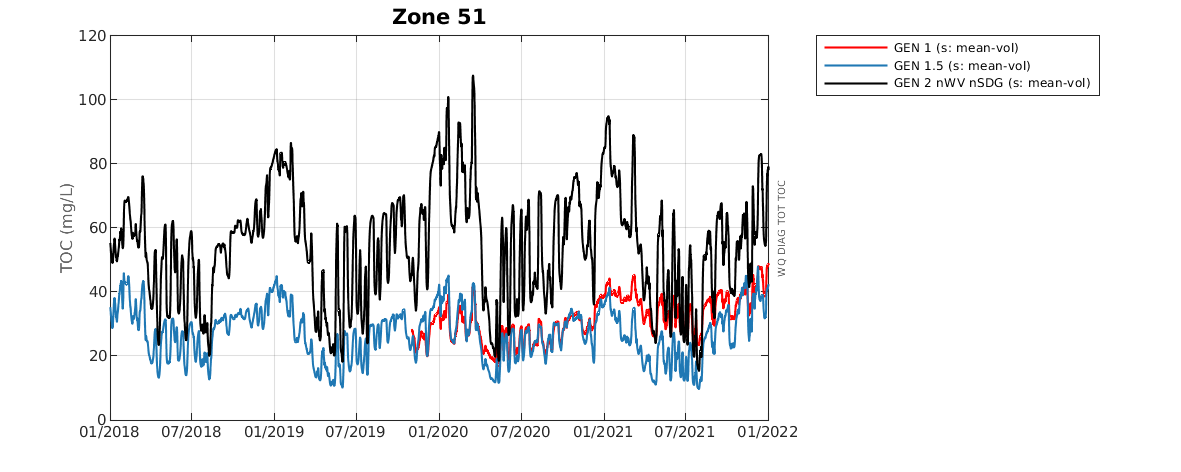 Zone 51
GEN 1 (s: mean-vol)
GEN 1.5 (s: mean-vol)
GEN 2 nWV nSDG (s: mean-vol)
TOC (mg/L)
120
100
80
60
40
20
0
01/2018 07/2018 01/2019 07/2019 01/2020 07/2020 01/2021 07/2021 01/2022
WQ DIAG TOT TOC